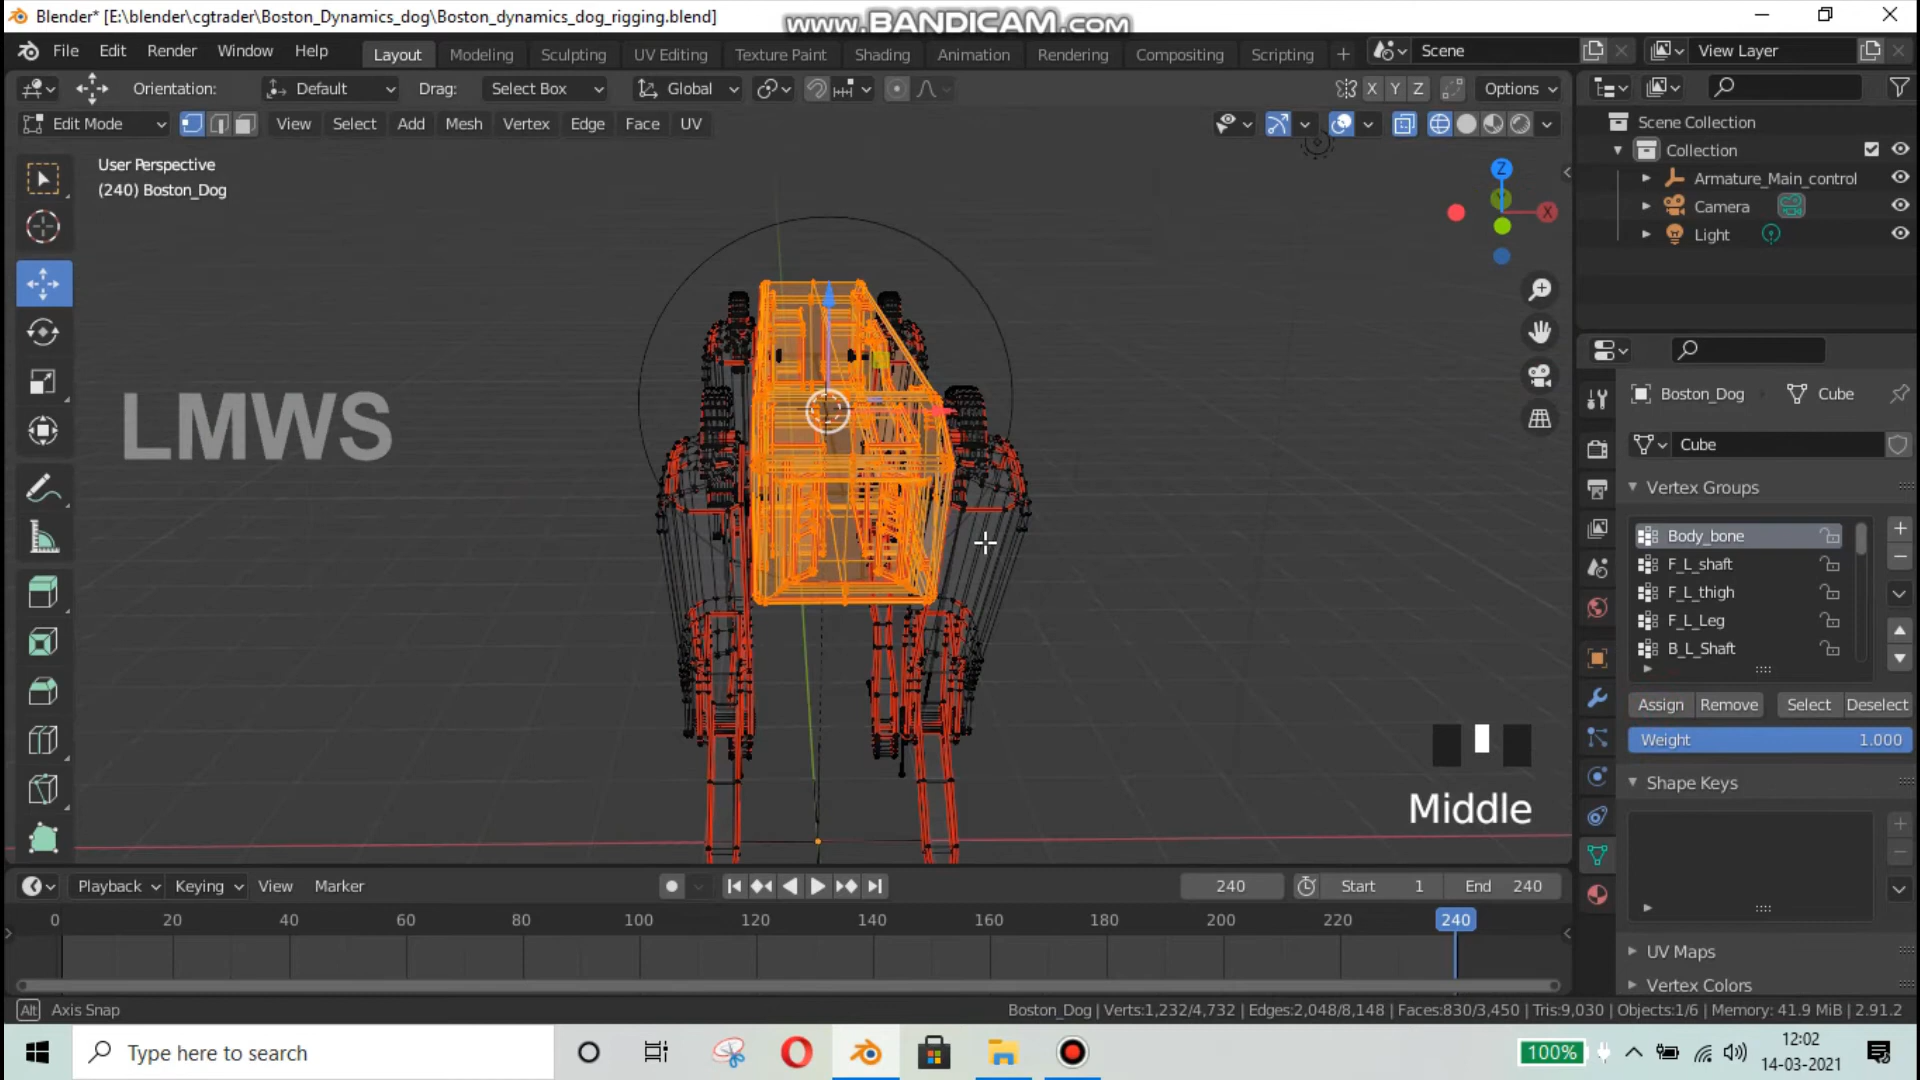 Blender* [E:\blender\cgtrader\Boston_Dynamics_dog\Boston_dynamics_dog_rigging.blend]
www.BANDICAM.com
File Edit Render Window Help Layout Modeling Sculpting UV Editing Texture Paint Shading Animation Rendering Compositing Scripting + Scene View Layer
Orientation: Default Drag: Select Box Global X Y Z Options
Edit Mode View Select Add Mesh Vertex Edge Face UV
Scene Collection
Collection
Armature_Main_control
Camera
Light
User Perspective
(240) Boston_Dog
Z
Y
X
LMWS
Boston_Dog Cube
Cube
Vertex Groups
Body_bone
F_L_shaft
F_L_thigh
F_L_Leg
B_L_Shaft
Assign Remove Select Deselect
Weight 1.000
Shape Keys
UV Maps
Vertex Colors
Middle
Playback Keying View Marker 240 Start 1 End 240
0 20 40 60 80 100 120 140 160 180 200 220 240
Alt Axis Snap
Boston_Dog | Verts:1,232/4,732 | Edges:2,048/8,148 | Faces:830/3,450 | Tris:9,030 | Objects:1/6 | Memory: 41.9 MiB | 2.91.2
Type here to search
100%
12:02
14-03-2021